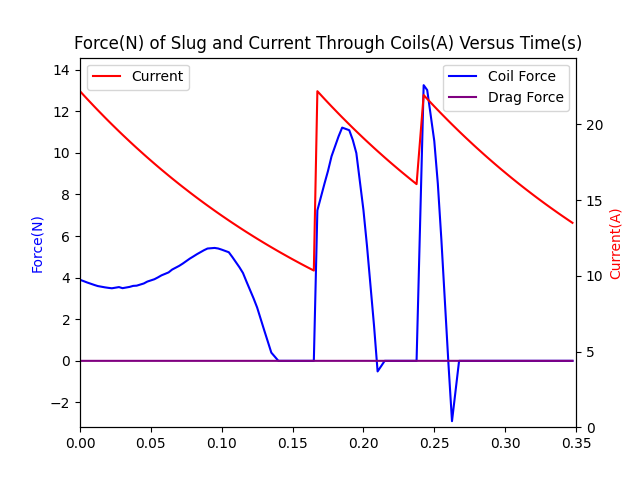 Force(N) of Slug and Current Through Coils(A) Versus Time(s)
Current
Coil Force
Drag Force
Force(N)
14
12
10
8
6
4
2
0
−2
20
15
10
5
0
Current(A)
0.00 0.05 0.10 0.15 0.20 0.25 0.30 0.35